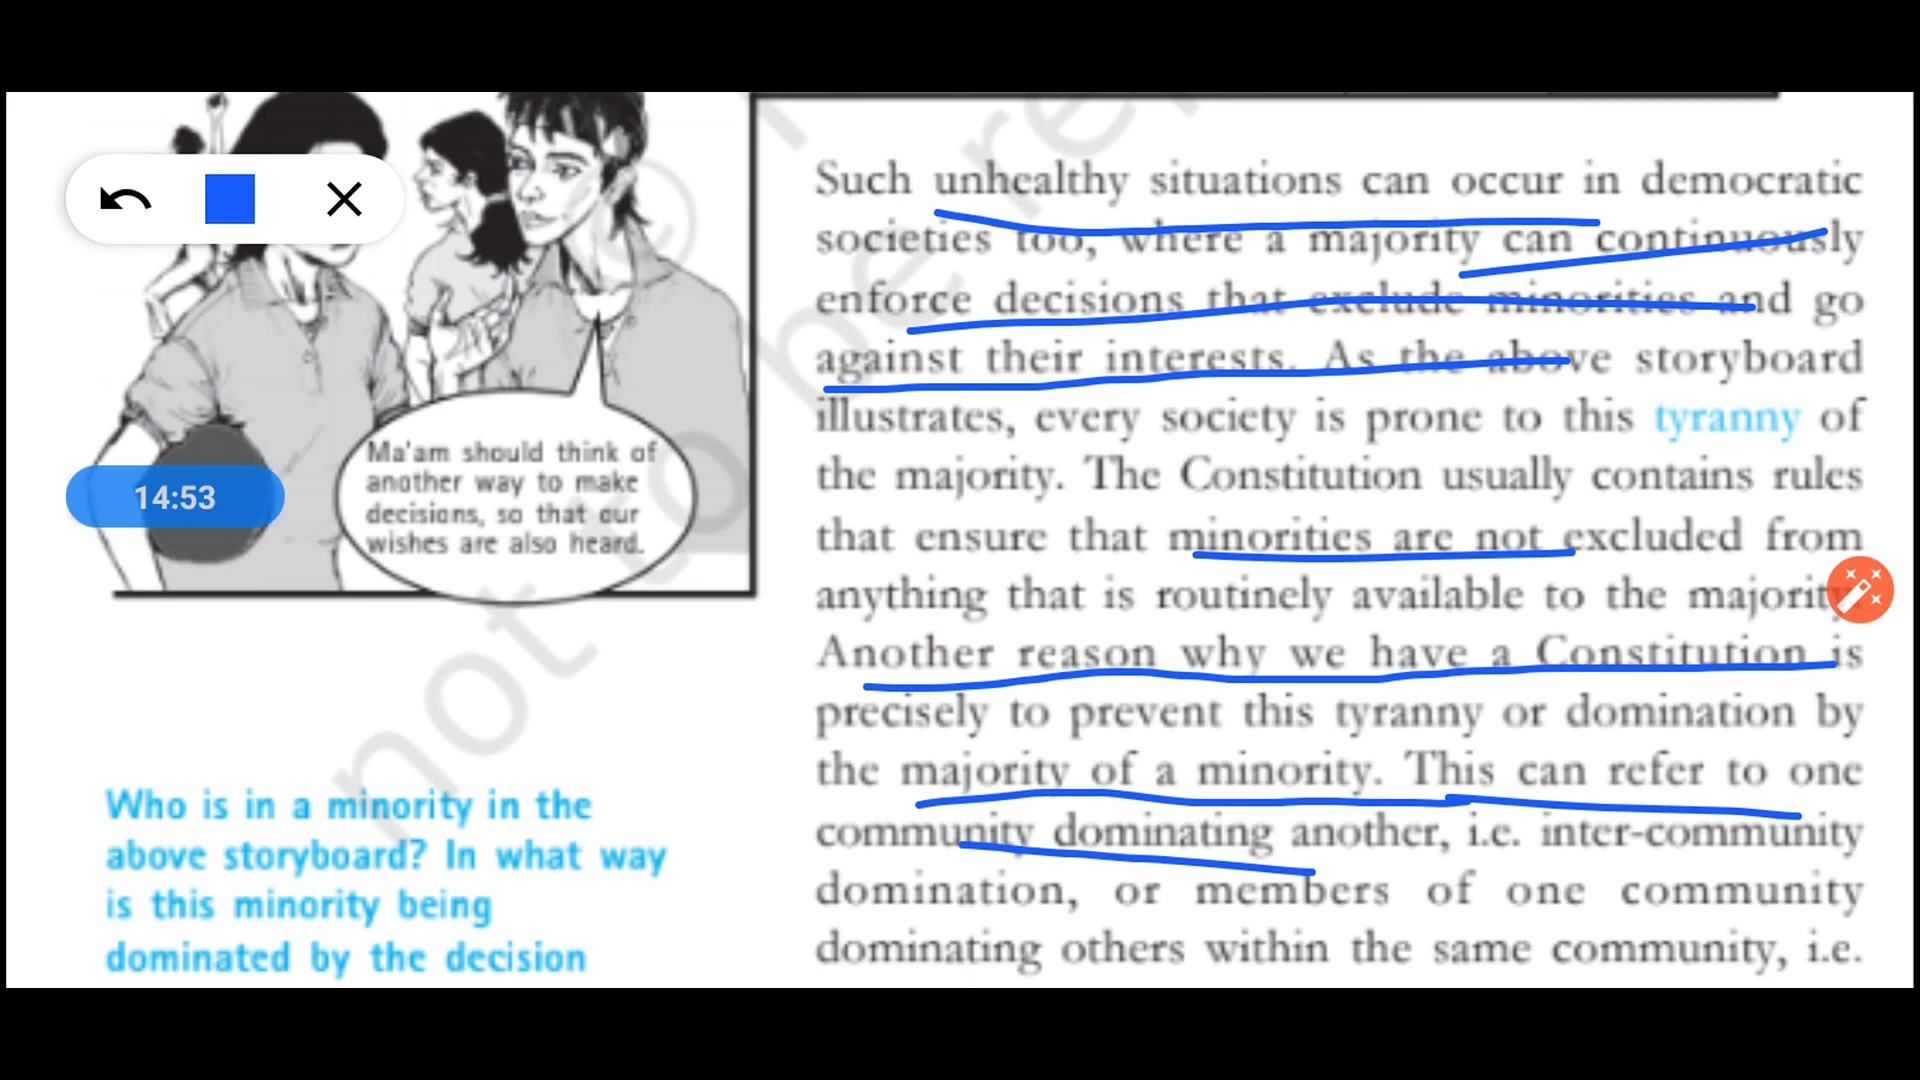 Such unhealthy situations can occur in democratic
societies too, where a majority can continuously
enforce decisions that exclude minorities and go
against their interests. As the above storyboard
illustrates, every society is prone to this tyranny of
the majority. The Constitution usually contains rules
that ensure that minorities are not excluded from
anything that is routinely available to the majority.
Another reason why we have a Constitution is
precisely to prevent this tyranny or domination by
the majority of a minority. This can refer to one
community dominating another, i.e. inter-community
domination, or members of one community
dominating others within the same community, i.e.
14:53
Ma'am should think of
another way to make
decisions, so that our
wishes are also heard.
Who is in a minority in the
above storyboard? In what way
is this minority being
dominated by the decision
not to be re